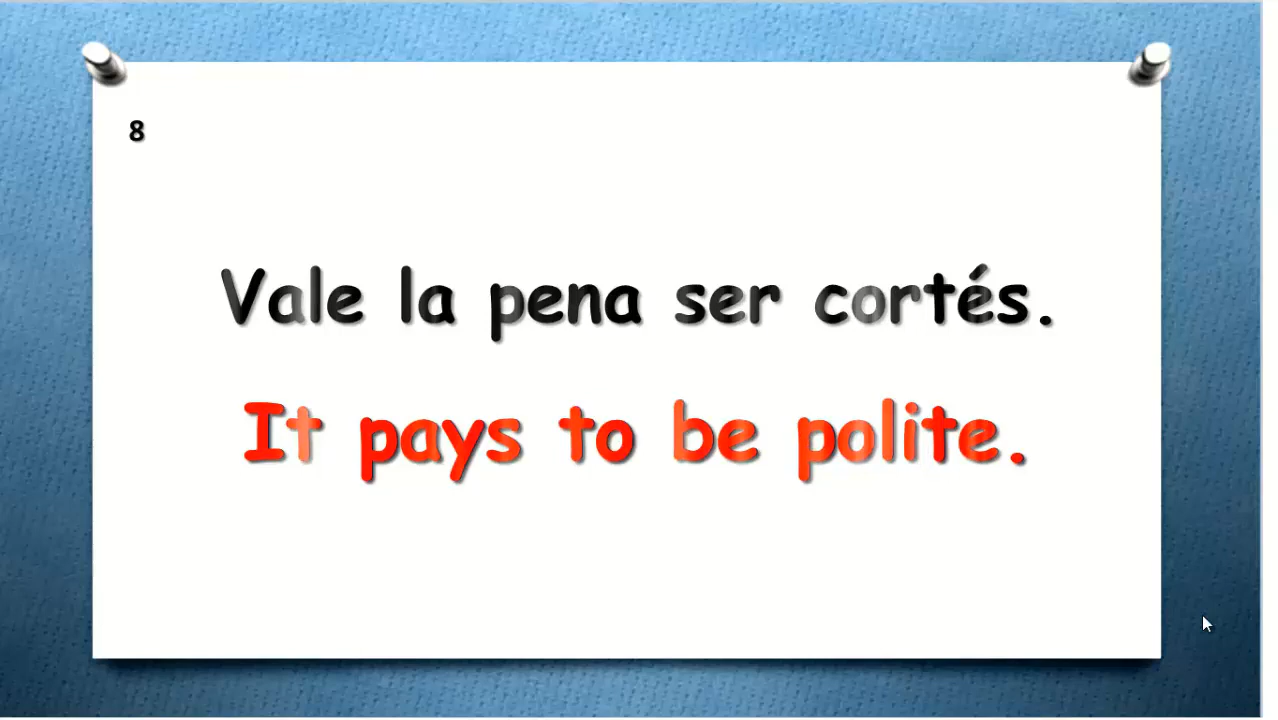 8
Vale la pena ser cortés.
It pays to be polite.